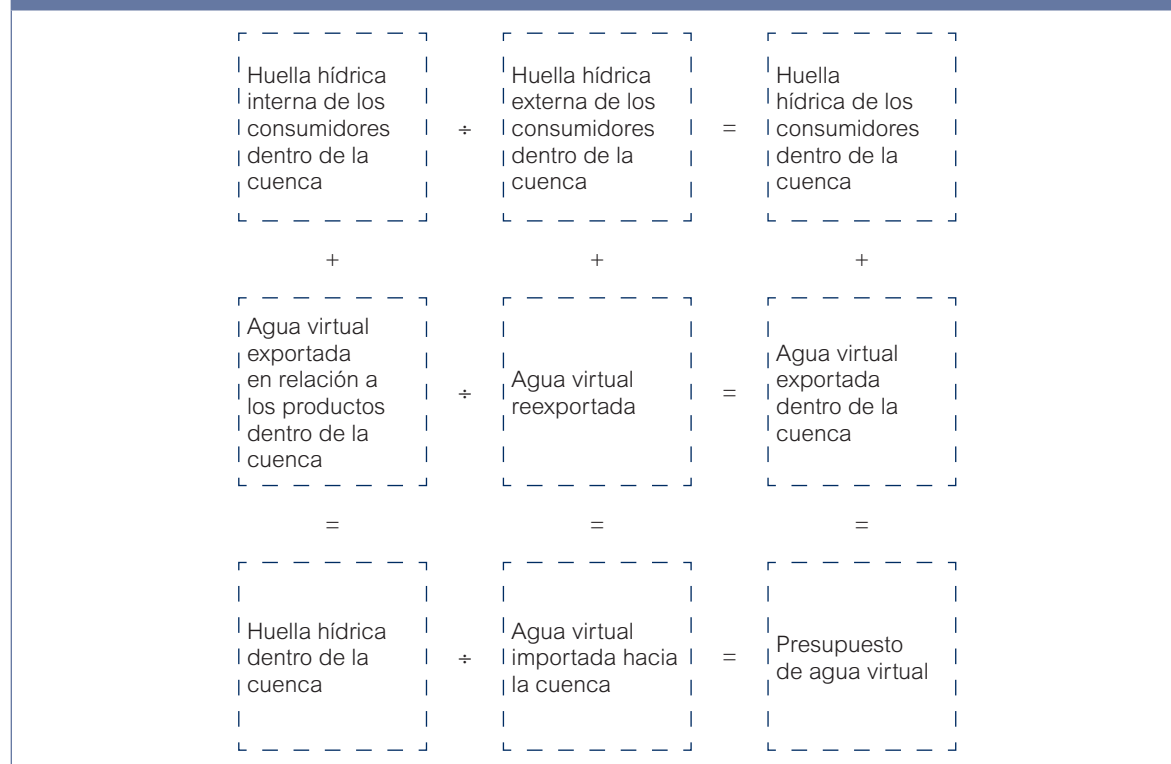 Huella hídrica
interna de los
consumidores
dentro de la
cuenca
÷
Huella hídrica
externa de los
consumidores
dentro de la
cuenca
=
Huella
hídrica de los
consumidores
dentro de la
cuenca
+
+
+
Agua virtual
exportada
en relación a
los productos
dentro de la
cuenca
÷
Agua virtual
reexportada
=
Agua virtual
exportada
dentro de la
cuenca
=
=
=
Huella hídrica
dentro de la
cuenca
÷
Agua virtual
importada hacia
la cuenca
=
Presupuesto
de agua virtual